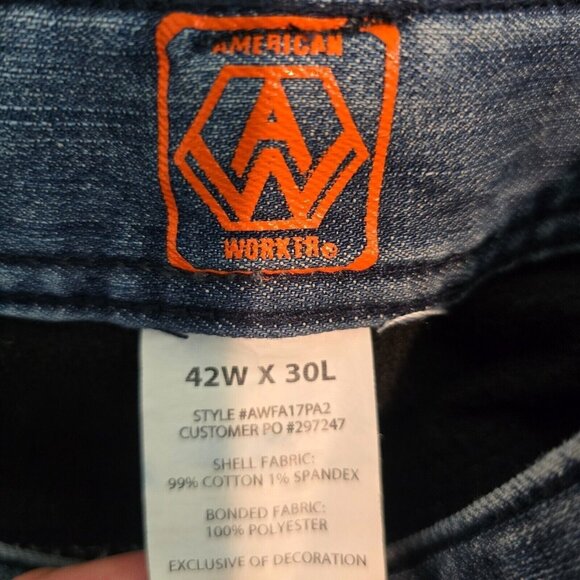 AMERICAN
AW
WORKER®
42W X 30L
STYLE #AWFA17PA2
CUSTOMER PO #297247
SHELL FABRIC:
99% COTTON 1% SPANDEX
BONDED FABRIC:
100% POLYESTER
EXCLUSIVE OF DECORATION